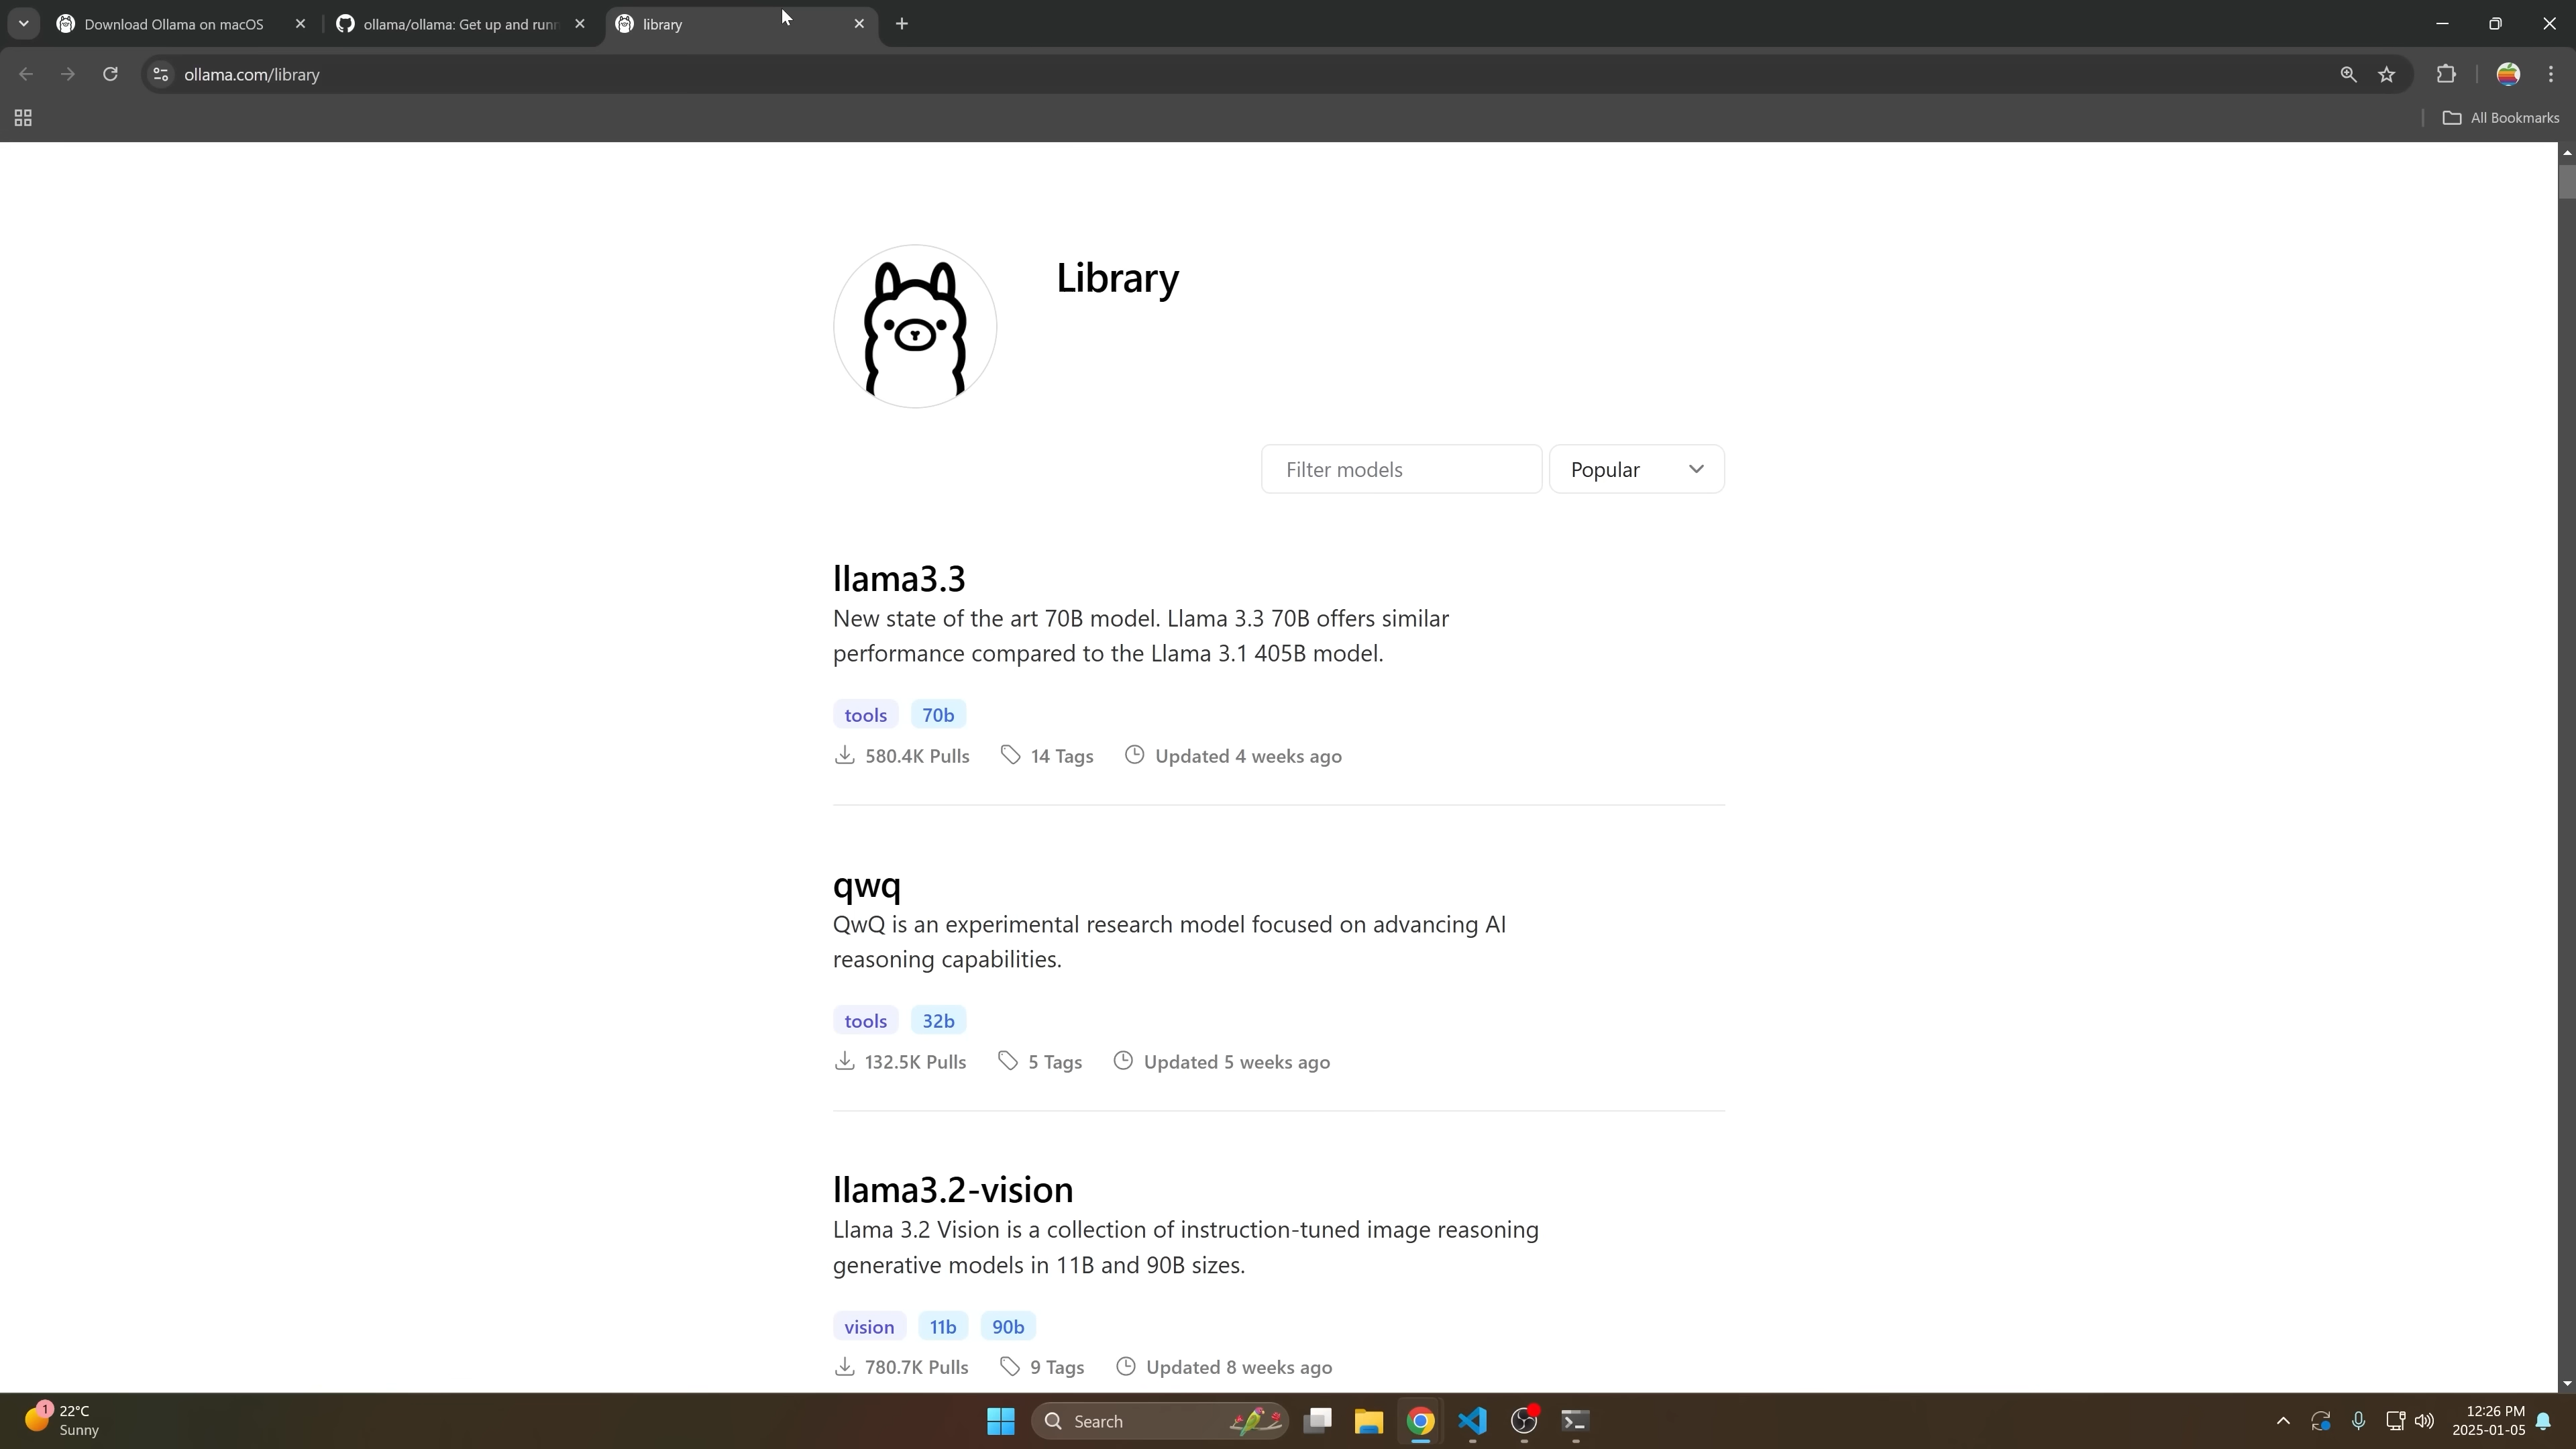 Download Ollama on macOS
ollama/ollama: Get up and runn
library
ollama.com/library
All Bookmarks
Library
Filter models
Popular
llama3.3
New state of the art 70B model. Llama 3.3 70B offers similar
performance compared to the Llama 3.1 405B model.
tools 70b
580.4K Pulls 14 Tags Updated 4 weeks ago
qwq
QwQ is an experimental research model focused on advancing AI
reasoning capabilities.
tools 32b
132.5K Pulls 5 Tags Updated 5 weeks ago
llama3.2-vision
Llama 3.2 Vision is a collection of instruction-tuned image reasoning
generative models in 11B and 90B sizes.
vision 11b 90b
780.7K Pulls 9 Tags Updated 8 weeks ago
1
22°C
Sunny
Search
12:26 PM
2025-01-05